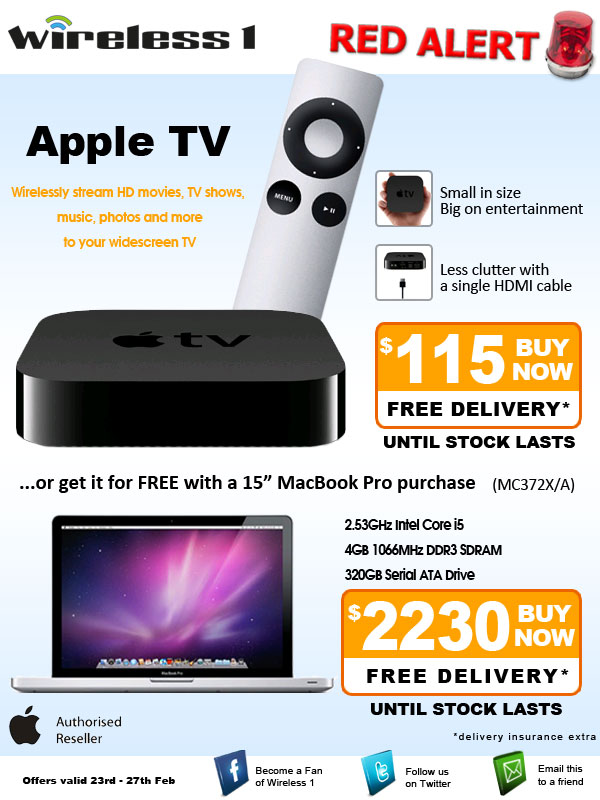 wireless 1
RED ALERT
Apple TV
Wirelessly stream HD movies, TV shows,
music, photos and more
to your widescreen TV
MENU
tv
Small in size
Big on entertainment
Less clutter with
a single HDMI cable
tv
$115 BUY NOW
FREE DELIVERY*
UNTIL STOCK LASTS
...or get it for FREE with a 15” MacBook Pro purchase (MC372X/A)
2.53GHz Intel Core i5
4GB 1066MHz DDR3 SDRAM
320GB Serial ATA Drive
MacBook Pro
$2230 BUY NOW
FREE DELIVERY*
UNTIL STOCK LASTS
*delivery insurance extra
Authorised
Reseller
Offers valid 23rd - 27th Feb
Become a Fan
of Wireless 1
Follow us
on Twitter
Email this
to a friend